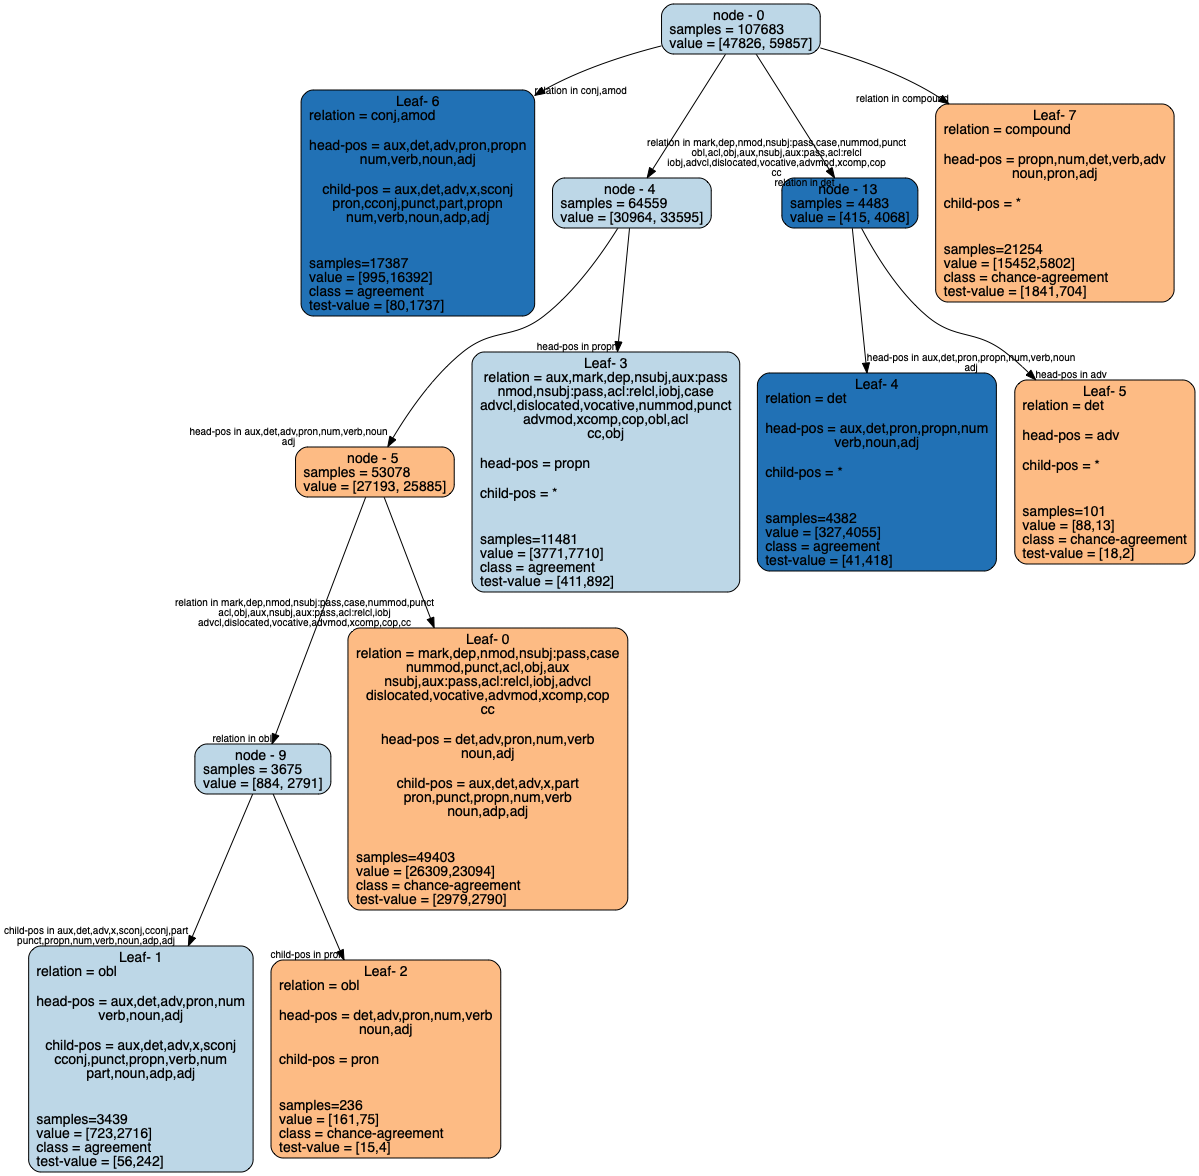 node - 0
samples = 107683
value = [47826, 59857]
relation in conj,amod
Leaf- 6
relation = conj,amod
head-pos = aux,det,adv,pron,propn
num,verb,noun,adj
child-pos = aux,det,adv,x,sconj
pron,cconj,punct,part,propn
num,verb,noun,adp,adj
samples=17387
value = [995,16392]
class = agreement
test-value = [80,1737]
relation in compound
Leaf- 7
relation = compound
head-pos = propn,num,det,verb,adv
noun,pron,adj
child-pos = *
samples=21254
value = [15452,5802]
class = chance-agreement
test-value = [1841,704]
relation in mark,dep,nmod,nsubj:pass,case,nummod,punct
obl,acl,obj,aux,nsubj,aux:pass,acl:relcl
iobj,advcl,dislocated,vocative,advmod,xcomp,cop
cc
node - 4
samples = 64559
value = [30964, 33595]
relation in det
node - 13
samples = 4483
value = [415, 4068]
head-pos in propn
Leaf- 3
relation = aux,mark,dep,nsubj,aux:pass
nmod,nsubj:pass,acl:relcl,iobj,case
advcl,dislocated,vocative,nummod,punct
advmod,xcomp,cop,obl,acl
cc,obj
head-pos = propn
child-pos = *
samples=11481
value = [3771,7710]
class = agreement
test-value = [411,892]
head-pos in aux,det,pron,propn,num,verb,noun
adj
Leaf- 4
relation = det
head-pos = aux,det,pron,propn,num
verb,noun,adj
child-pos = *
samples=4382
value = [327,4055]
class = agreement
test-value = [41,418]
head-pos in adv
Leaf- 5
relation = det
head-pos = adv
child-pos = *
samples=101
value = [88,13]
class = chance-agreement
test-value = [18,2]
head-pos in aux,det,adv,pron,num,verb,noun
adj
node - 5
samples = 53078
value = [27193, 25885]
relation in mark,dep,nmod,nsubj:pass,case,nummod,punct
acl,obj,aux,nsubj,aux:pass,acl:relcl,iobj
advcl,dislocated,vocative,advmod,xcomp,cop,cc
Leaf- 0
relation = mark,dep,nmod,nsubj:pass,case
nummod,punct,acl,obj,aux
nsubj,aux:pass,acl:relcl,iobj,advcl
dislocated,vocative,advmod,xcomp,cop
cc
head-pos = det,adv,pron,num,verb
noun,adj
child-pos = aux,det,adv,x,part
pron,punct,propn,num,verb
noun,adp,adj
samples=49403
value = [26309,23094]
class = chance-agreement
test-value = [2979,2790]
relation in obl
node - 9
samples = 3675
value = [884, 2791]
child-pos in aux,det,adv,x,sconj,cconj,part
punct,propn,num,verb,noun,adp,adj
Leaf- 1
relation = obl
head-pos = aux,det,adv,pron,num
verb,noun,adj
child-pos = aux,det,adv,x,sconj
cconj,punct,propn,verb,num
part,noun,adp,adj
samples=3439
value = [723,2716]
class = agreement
test-value = [56,242]
child-pos in pron
Leaf- 2
relation = obl
head-pos = det,adv,pron,num,verb
noun,adj
child-pos = pron
samples=236
value = [161,75]
class = chance-agreement
test-value = [15,4]